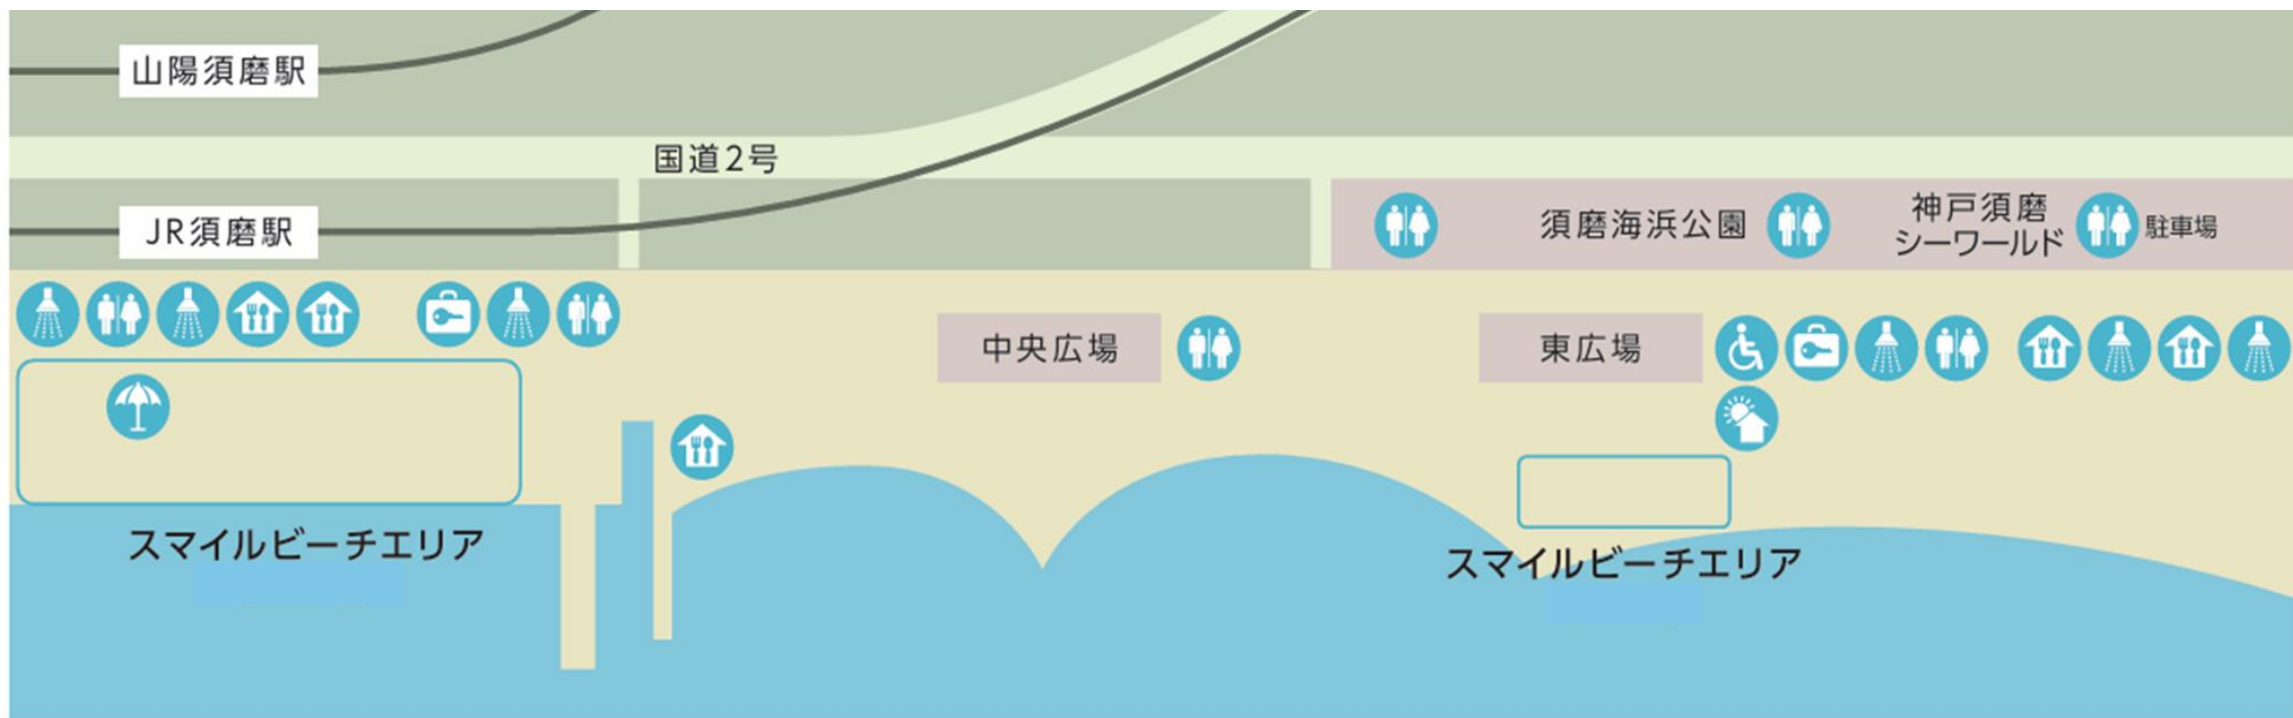 山陽須磨駅
国道2号
JR須磨駅
須磨海浜公園
神戸須磨
シーワールド
駐車場
中央広場
東広場
スマイルビーチエリア
スマイルビーチエリア